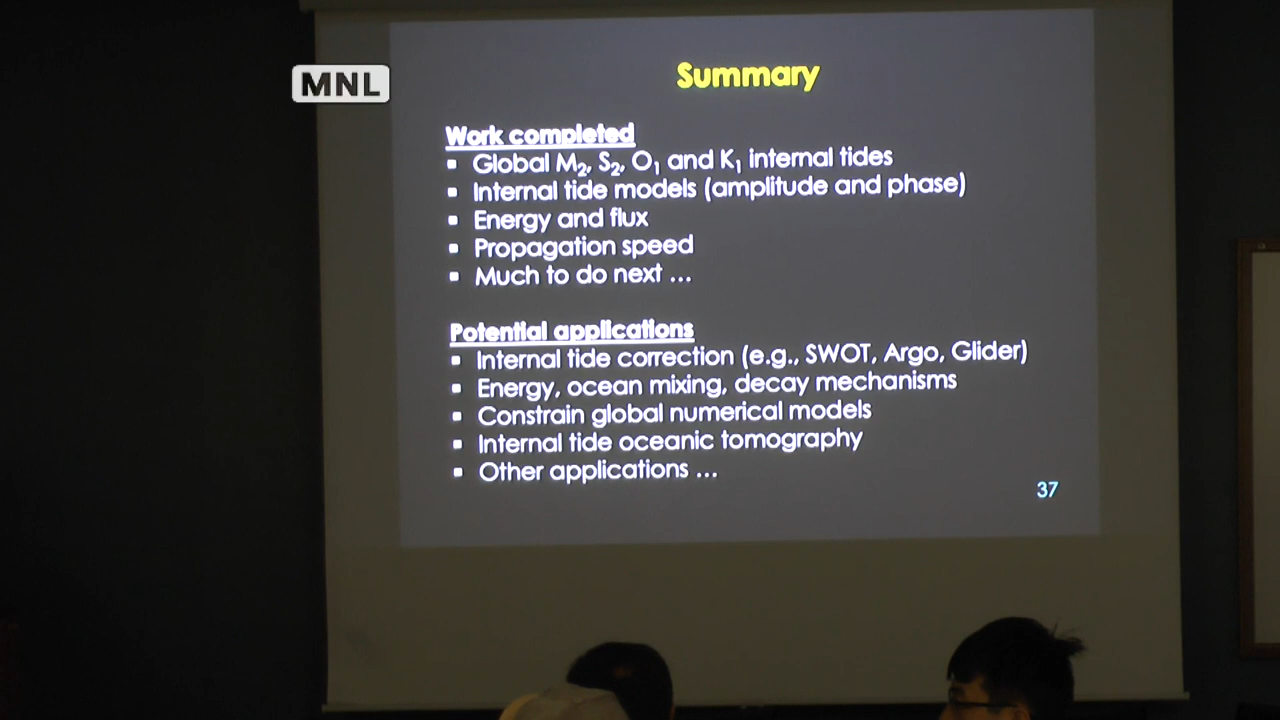 MNL
Summary
Work completed
▪ Global M₂, S₂, O₁ and K₁ internal tides
▪ Internal tide models (amplitude and phase)
▪ Energy and flux
▪ Propagation speed
▪ Much to do next ...
Potential applications
▪ Internal tide correction (e.g., SWOT, Argo, Glider)
▪ Energy, ocean mixing, decay mechanisms
▪ Constrain global numerical models
▪ Internal tide oceanic tomography
▪ Other applications ...
37